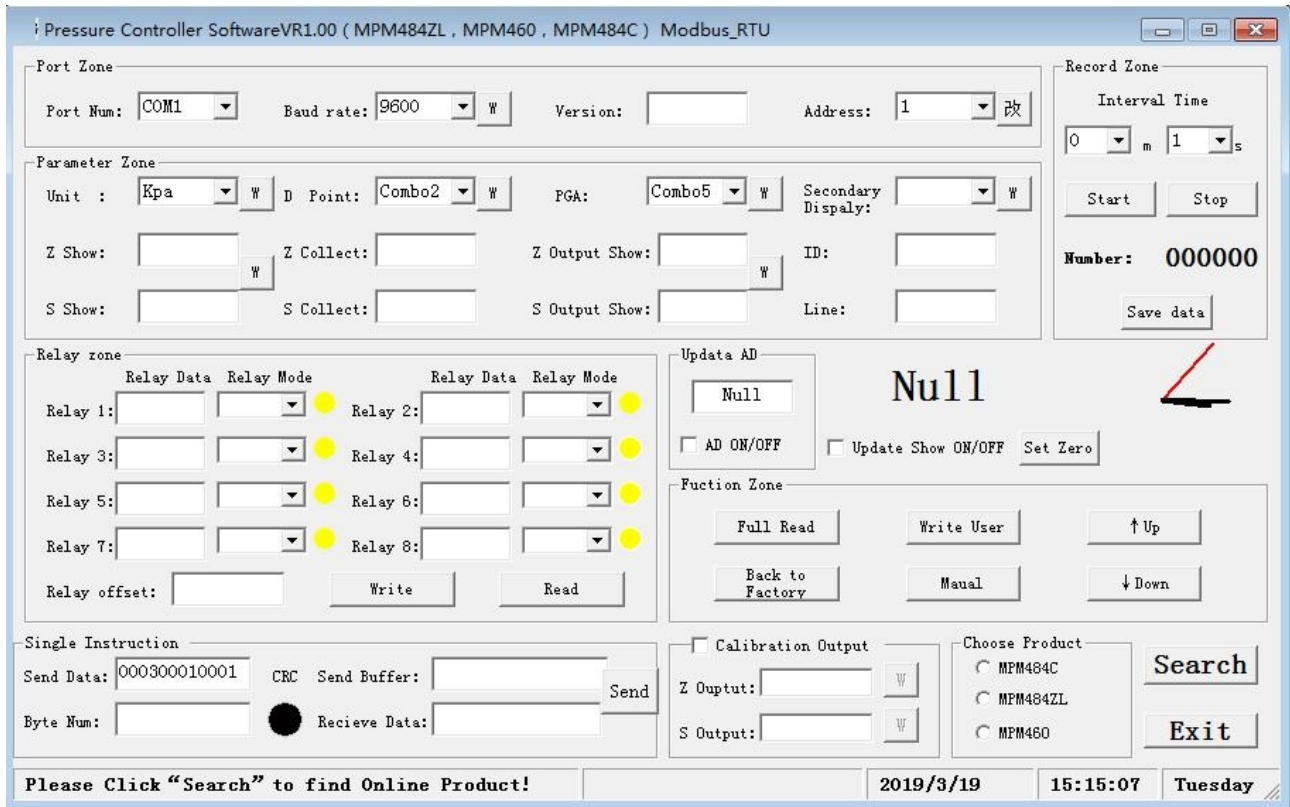 Pressure Controller SoftwareVR1.00 ( MPM484ZL , MPM460 , MPM484C ) Modbus_RTU
Port Zone
Port Num: COM1 Baud rate: 9600 W Version: Address: 1 改
Record Zone
Interval Time
0 m 1 s
Start Stop
Number: 000000
Save data
Parameter Zone
Unit : Kpa W D Point: Combo2 W PGA: Combo5 W Secondary Dispaly: W
Z Show: W Z Collect: Z Output Show: W ID:
S Show: S Collect: S Output Show: Line:
Relay zone
Relay Data Relay Mode Relay Data Relay Mode
Relay 1: Relay 2:
Relay 3: Relay 4:
Relay 5: Relay 6:
Relay 7: Relay 8:
Relay offset: Write Read
Updata AD
Null
AD ON/OFF
Null
Update Show ON/OFF Set Zero
Fuction Zone
Full Read Write User ↑Up
Back to Factory Maual ↓Down
Single Instruction
Send Data: 000300010001 CRC Send Buffer: Send
Byte Num: Recieve Data:
Calibration Output
Z Ouptut: W
S Output: W
Choose Product
MPM484C
MPM484ZL
MPM460
Search
Exit
Please Click “Search” to find Online Product! 2019/3/19 15:15:07 Tuesday